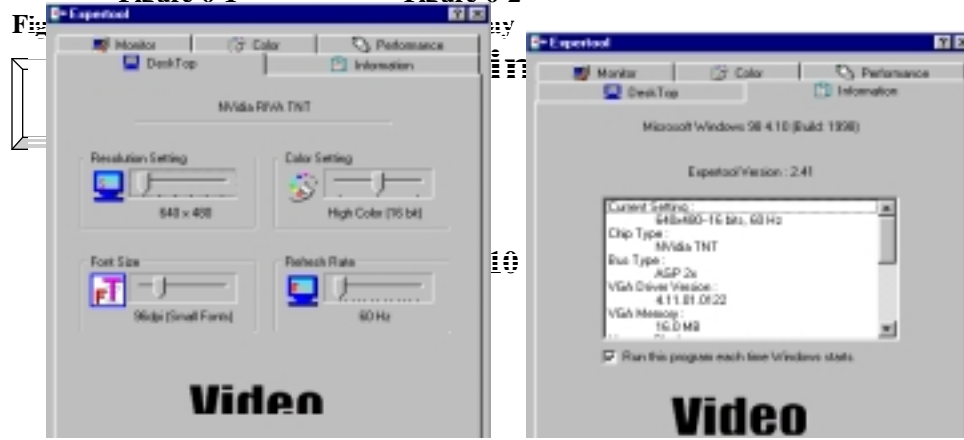 Expertool
Monitor Color Performance
DeskTop Information
NVidia RIVA TNT
Resolution Setting
640 x 480
Color Setting
High Color (16 bit)
Font Size
96dpi (Small Fonts)
Refresh Rate
60 Hz
Video
Expertool
Monitor Color Performance
DeskTop Information
Microsoft Windows 98 4.10 (Build: 1998)
Expertool Version : 2.41
Current Setting :
640x480-16 bits, 60 Hz
Chip Type :
NVidia TNT
Bus Type :
AGP 2x
VGA Driver Version :
4.11.01.0122
VGA Memory :
16.0 MB
Run this program each time Windows starts.
Video
10